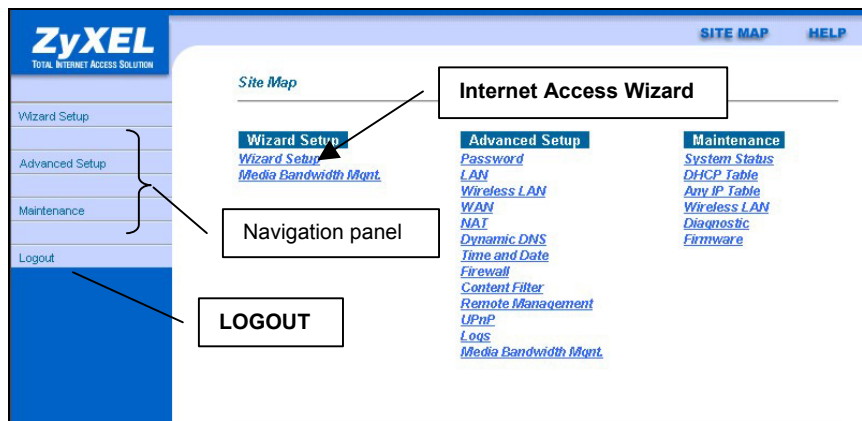 SITE MAP HELP
ZyXEL
TOTAL INTERNET ACCESS SOLUTION
Site Map
Internet Access Wizard
Wizard Setup
Advanced Setup
Maintenance
Logout
Navigation panel
LOGOUT
Wizard Setup
Wizard Setup
Media Bandwidth Mgnt.
Advanced Setup
Password
LAN
Wireless LAN
WAN
NAT
Dynamic DNS
Time and Date
Firewall
Content Filter
Remote Management
UPnP
Logs
Media Bandwidth Mgnt.
Maintenance
System Status
DHCP Table
Any IP Table
Wireless LAN
Diagnostic
Firmware